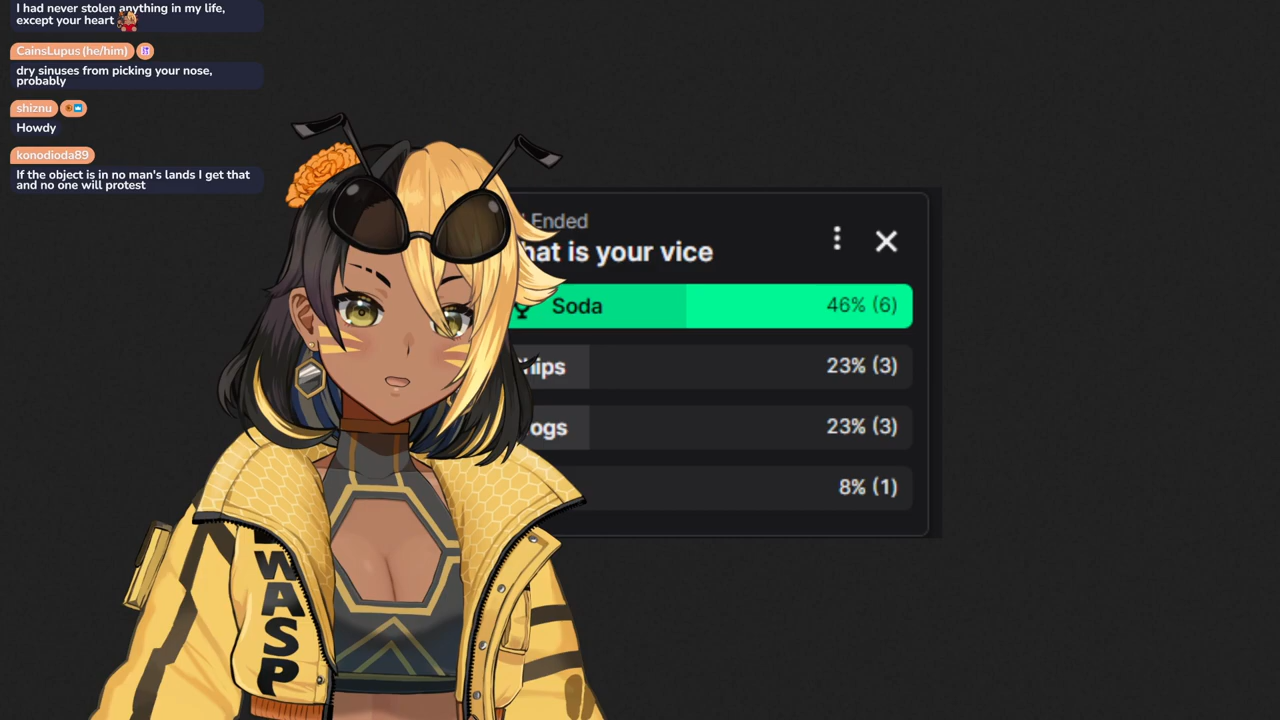 I had never stolen anything in my life,
except your heart
CainsLupus (he/him)
dry sinuses from picking your nose,
probably
shiznu
Howdy
konodioda89
If the object is in no man's lands I get that
and no one will protest
Ended
hat is your vice
Soda 46% (6)
hips 23% (3)
ogs 23% (3)
8% (1)
WASP